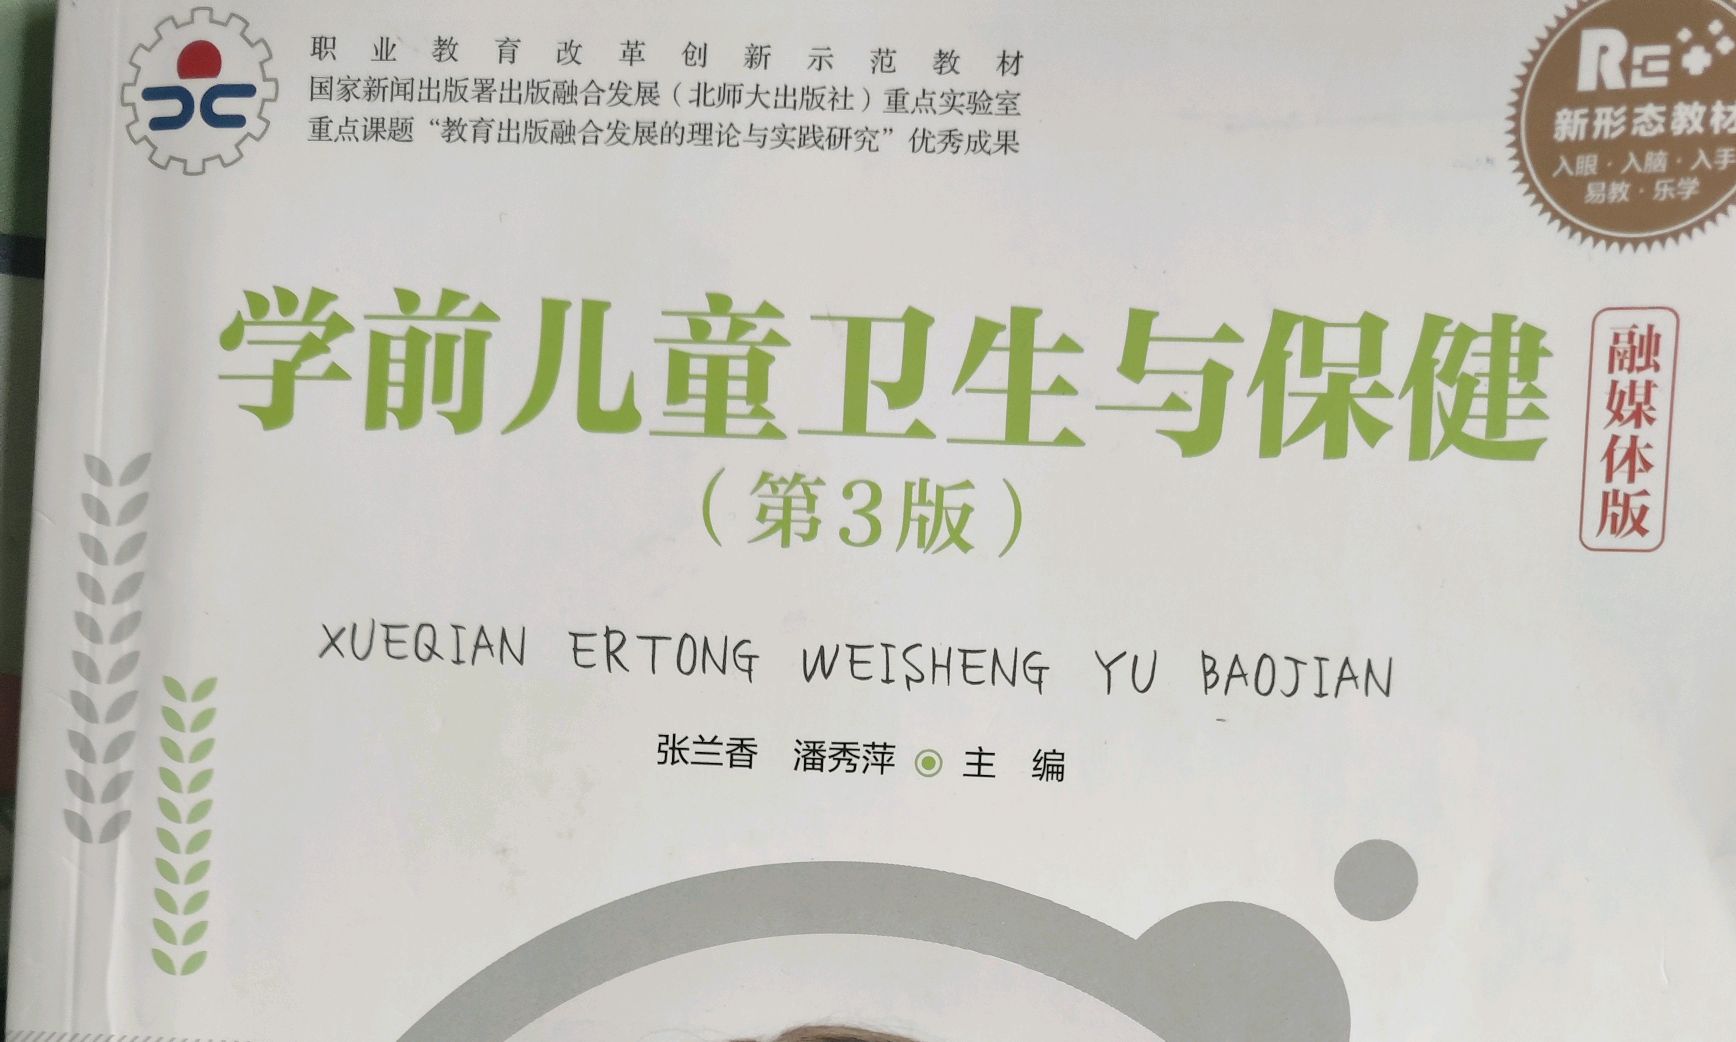 职业教育改革创新示范教材
国家新闻出版署出版融合发展（北师大出版社）重点实验室
重点课题“教育出版融合发展的理论与实践研究”优秀成果
RE
新形态教材
入眼·入脑·入手
易教·乐学
学前儿童卫生与保健
融媒体版
（第3版）
XUEQIAN ERTONG WEISHENG YU BAOJIAN
张兰香 潘秀萍 主 编